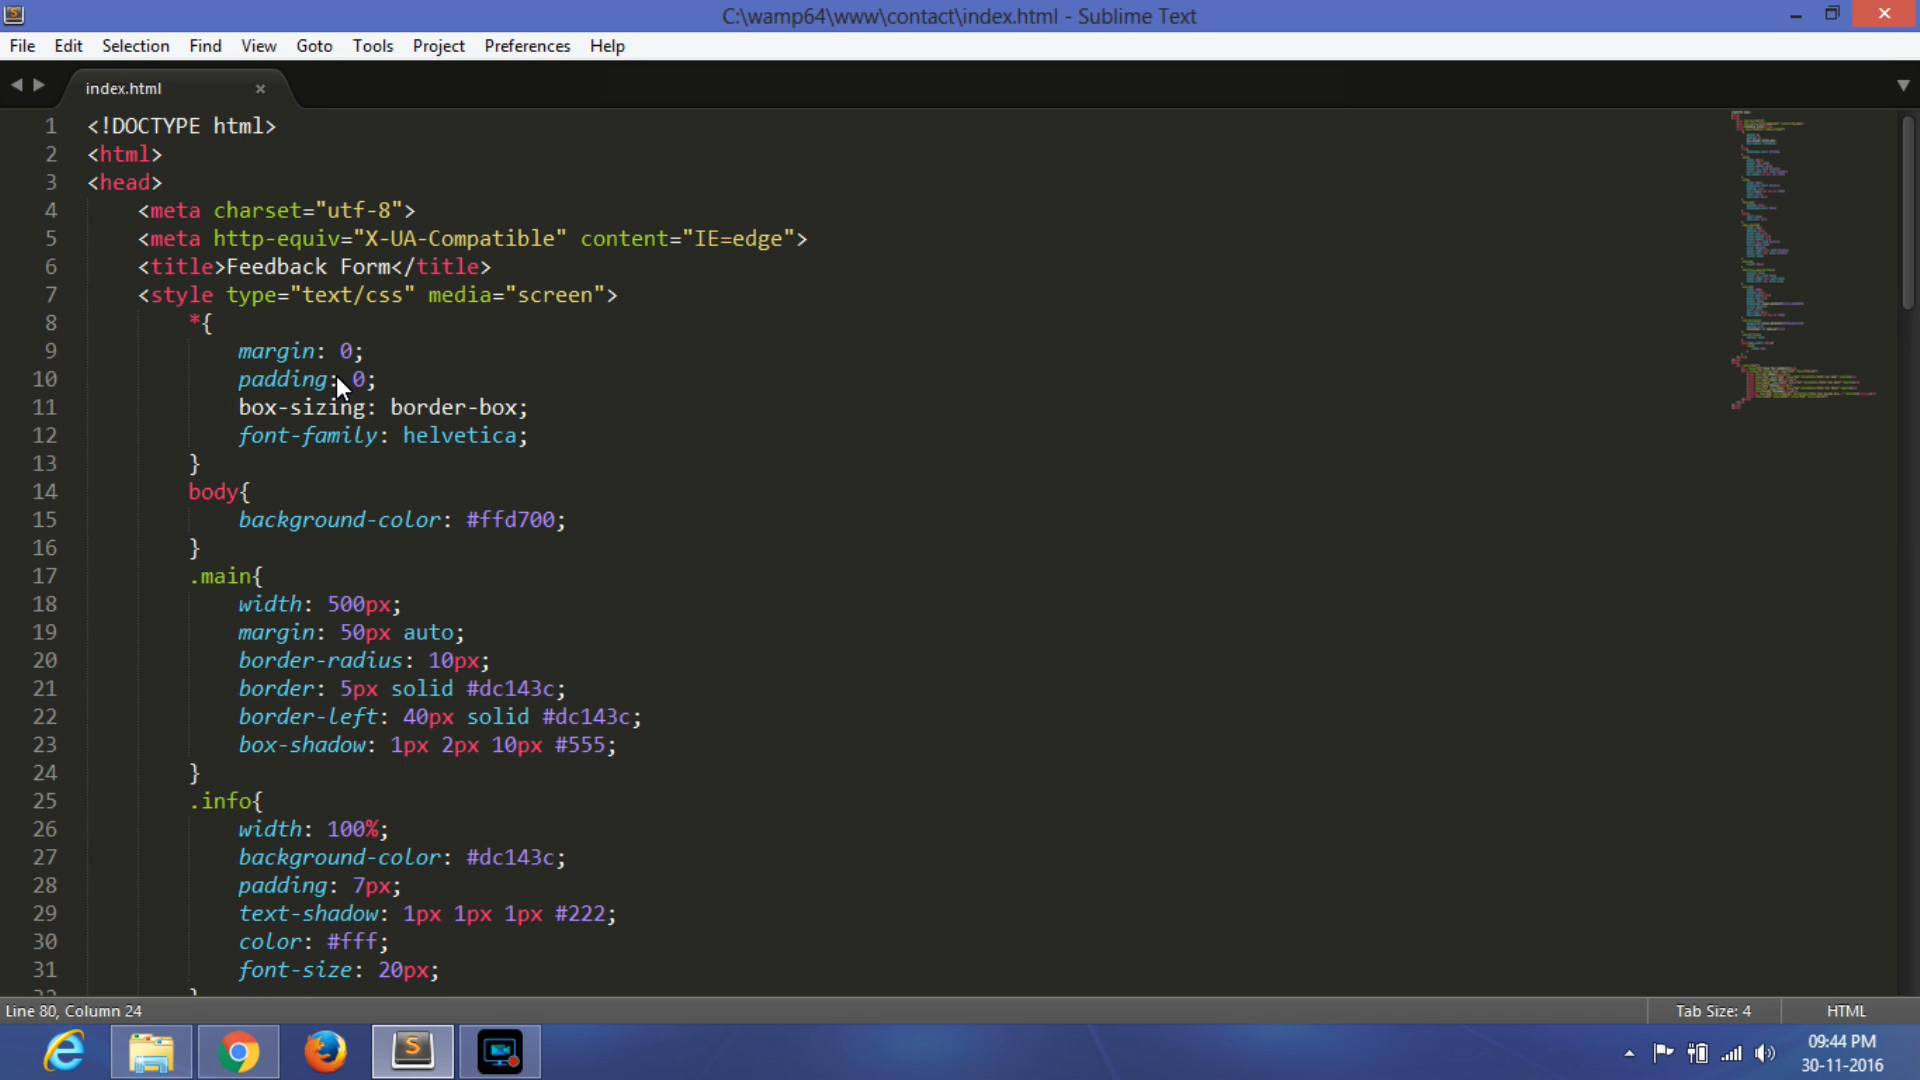 C:\wamp64\www\contact\index.html - Sublime Text
File Edit Selection Find View Goto Tools Project Preferences Help
index.html
1 <!DOCTYPE html>
2 <html>
3 <head>
4 <meta charset="utf-8">
5 <meta http-equiv="X-UA-Compatible" content="IE=edge">
6 <title>Feedback Form</title>
7 <style type="text/css" media="screen">
8 *{
9 margin: 0;
10 padding: 0;
11 box-sizing: border-box;
12 font-family: helvetica;
13 }
14 body{
15 background-color: #ffd700;
16 }
17 .main{
18 width: 500px;
19 margin: 50px auto;
20 border-radius: 10px;
21 border: 5px solid #dc143c;
22 border-left: 40px solid #dc143c;
23 box-shadow: 1px 2px 10px #555;
24 }
25 .info{
26 width: 100%;
27 background-color: #dc143c;
28 padding: 7px;
29 text-shadow: 1px 1px 1px #222;
30 color: #fff;
31 font-size: 20px;
Line 80, Column 24 Tab Size: 4 HTML
09:44 PM
30-11-2016